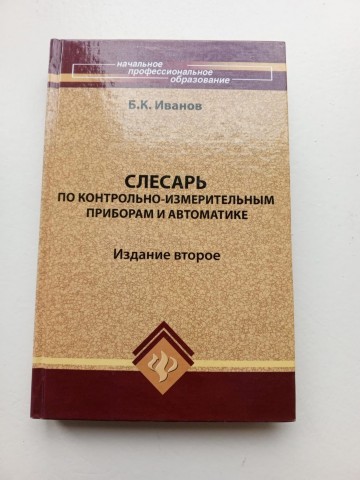 начальное
профессиональное
образование
Б.К. Иванов
СЛЕСАРЬ
ПО КОНТРОЛЬНО-ИЗМЕРИТЕЛЬНЫМ
ПРИБОРАМ И АВТОМАТИКЕ
Издание второе